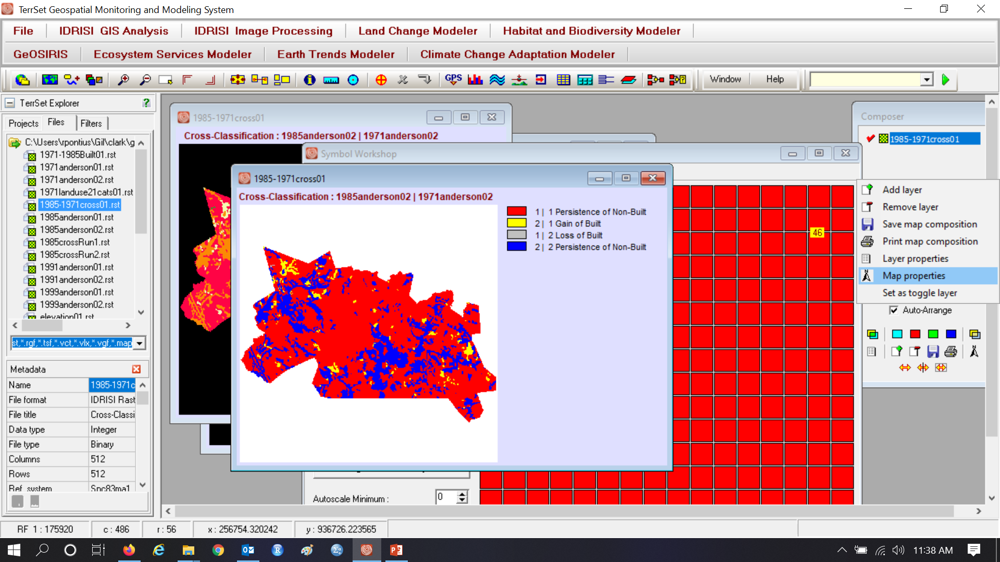 TerrSet Geospatial Monitoring and Modeling System
File
IDRISI GIS Analysis
IDRISI Image Processing
Land Change Modeler
Habitat and Biodiversity Modeler
GeOSIRIS
Ecosystem Services Modeler
Earth Trends Modeler
Climate Change Adaptation Modeler
GPS
Window
Help
TerrSet Explorer
?
Projects
Files
Filters
C:\Users\rpontius\Gil\clark\g
1971-1985Built01.rst
1971anderson01.rst
1971anderson02.rst
1971landuse21cats01.rst
1985-1971cross01.rst
1985anderson01.rst
1985anderson02.rst
1985crossRun1.rst
1985crossRun2.rst
1991anderson01.rst
1991anderson02.rst
1999anderson01.rst
1999anderson02.rst
elevation01.rst
st,*.rgf,*.tsf,*.vct,*.vlx,*.vgf,*.map
Metadata
Name
1985-1971c
File format
IDRISI Rast
File title
Cross-Classi
Data type
Integer
File type
Binary
Columns
512
Rows
512
Ref. system
Spc83ma1
1985-1971cross01
Cross-Classification : 1985anderson02 | 1971anderson02
Symbol Workshop
1985-1971cross01
Cross-Classification : 1985anderson02 | 1971anderson02
1 | 1 Persistence of Non-Built
2 | 1 Gain of Built
1 | 2 Loss of Built
2 | 2 Persistence of Non-Built
46
Autoscale Minimum :
0
Composer
1985-1971cross01
Add layer
Remove layer
Save map composition
Print map composition
Layer properties
Map properties
Set as toggle layer
Auto-Arrange
RF 1 : 175920
c : 486
r : 56
x : 256754.320242
y : 936726.223565
11:38 AM